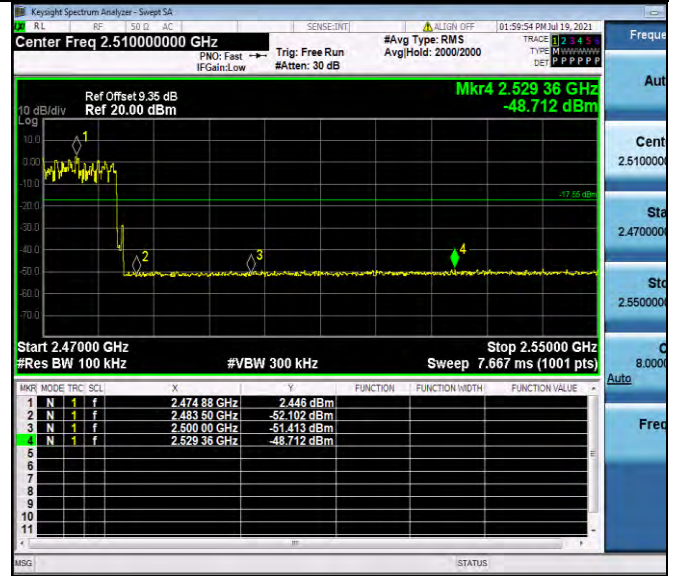 Keysight Spectrum Analyzer - Swept SA
RL RF 50 Ω AC SENSE:INT ALIGN OFF 01:59:54 PM Jul 19, 2021
Center Freq 2.510000000 GHz
PNO: Fast
IFGain:Low
Trig: Free Run
#Atten: 30 dB
#Avg Type: RMS
Avg|Hold: 2000/2000
TRACE 1 2 3 4 5 6
TYPE
DET P P P P P P
Ref Offset 9.35 dB
10 dB/div Ref 20.00 dBm
Log
Mkr4 2.529 36 GHz
-48.712 dBm
10.0
0.00
-10.0
-20.0
-30.0
-40.0
-50.0
-60.0
-70.0
1
2
3
4
-17.55 dBm
Start 2.47000 GHz Stop 2.55000 GHz
#Res BW 100 kHz #VBW 300 kHz Sweep 7.667 ms (1001 pts)
MKR MODE TRC SCL X Y FUNCTION FUNCTION WIDTH FUNCTION VALUE
1 N 1 f 2.474 88 GHz 2.446 dBm
2 N 1 f 2.483 50 GHz -52.102 dBm
3 N 1 f 2.500 00 GHz -51.413 dBm
4 N 1 f 2.529 36 GHz -48.712 dBm
5
6
7
8
9
10
11
MSG STATUS
Freque
Aut
Cent
2.5100000
Sta
2.4700000
Sto
2.5500000
C
8.0000
Auto
Freq